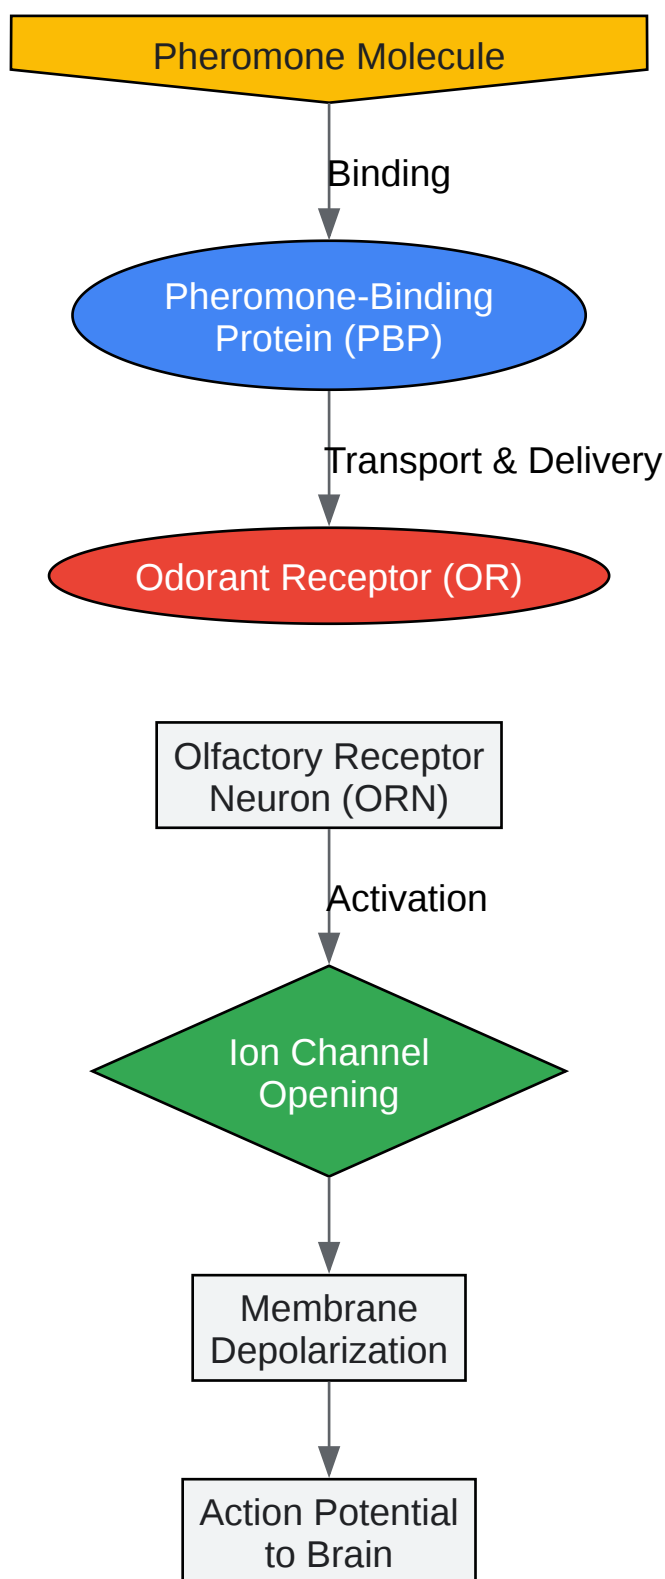 Pheromone Molecule
Binding
Pheromone-Binding
Protein (PBP)
Transport & Delivery
Odorant Receptor (OR)
Olfactory Receptor
Neuron (ORN)
Activation
Ion Channel
Opening
Membrane
Depolarization
Action Potential
to Brain